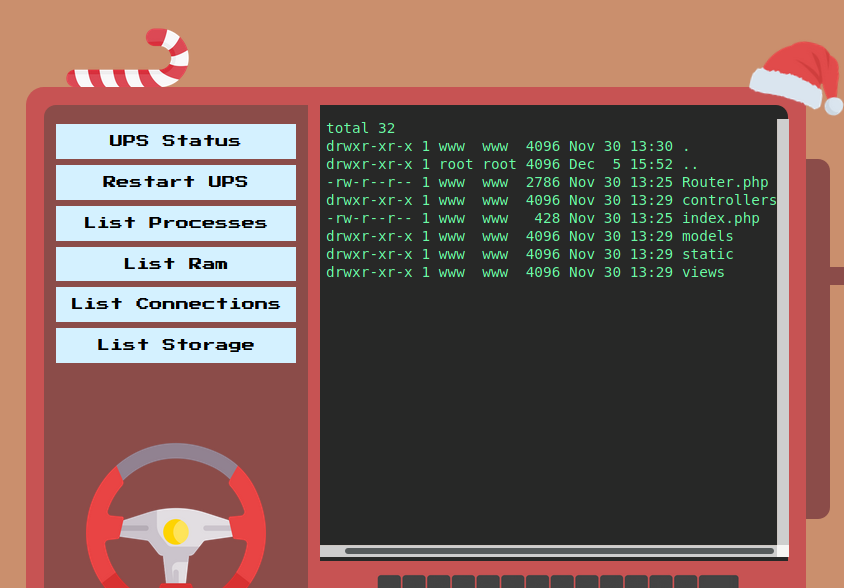 UPS Status
Restart UPS
List Processes
List Ram
List Connections
List Storage
total 32
drwxr-xr-x 1 www  www  4096 Nov 30 13:30 .
drwxr-xr-x 1 root root 4096 Dec  5 15:52 ..
-rw-r--r-- 1 www  www  2786 Nov 30 13:25 Router.php
drwxr-xr-x 1 www  www  4096 Nov 30 13:29 controllers
-rw-r--r-- 1 www  www   428 Nov 30 13:25 index.php
drwxr-xr-x 1 www  www  4096 Nov 30 13:29 models
drwxr-xr-x 1 www  www  4096 Nov 30 13:29 static
drwxr-xr-x 1 www  www  4096 Nov 30 13:29 views